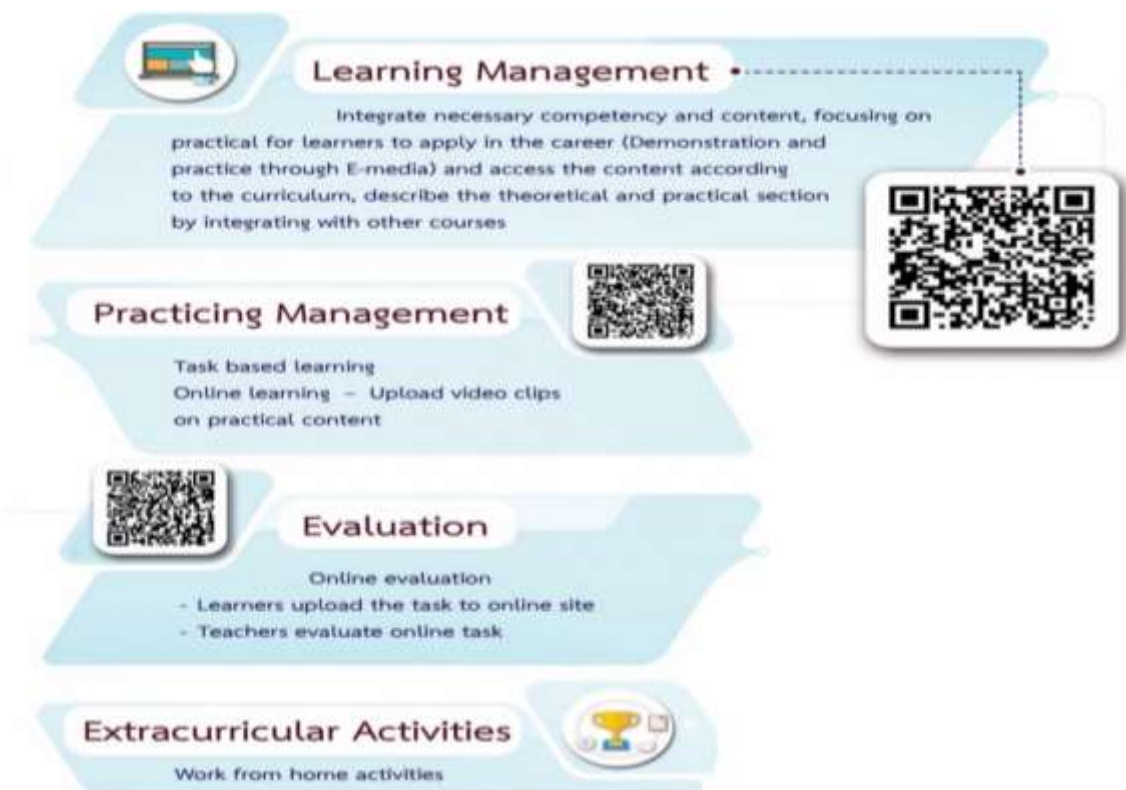 Learning Management
Integrate necessary competency and content, focusing on
practical for learners to apply in the career (Demonstration and
practice through E-media) and access the content according
to the curriculum, describe the theoretical and practical section
by integrating with other courses
Practicing Management
Task based learning
Online learning – Upload video clips
on practical content
Evaluation
Online evaluation
- Learners upload the task to online site
- Teachers evaluate online task
Extracurricular Activities
Work from home activities